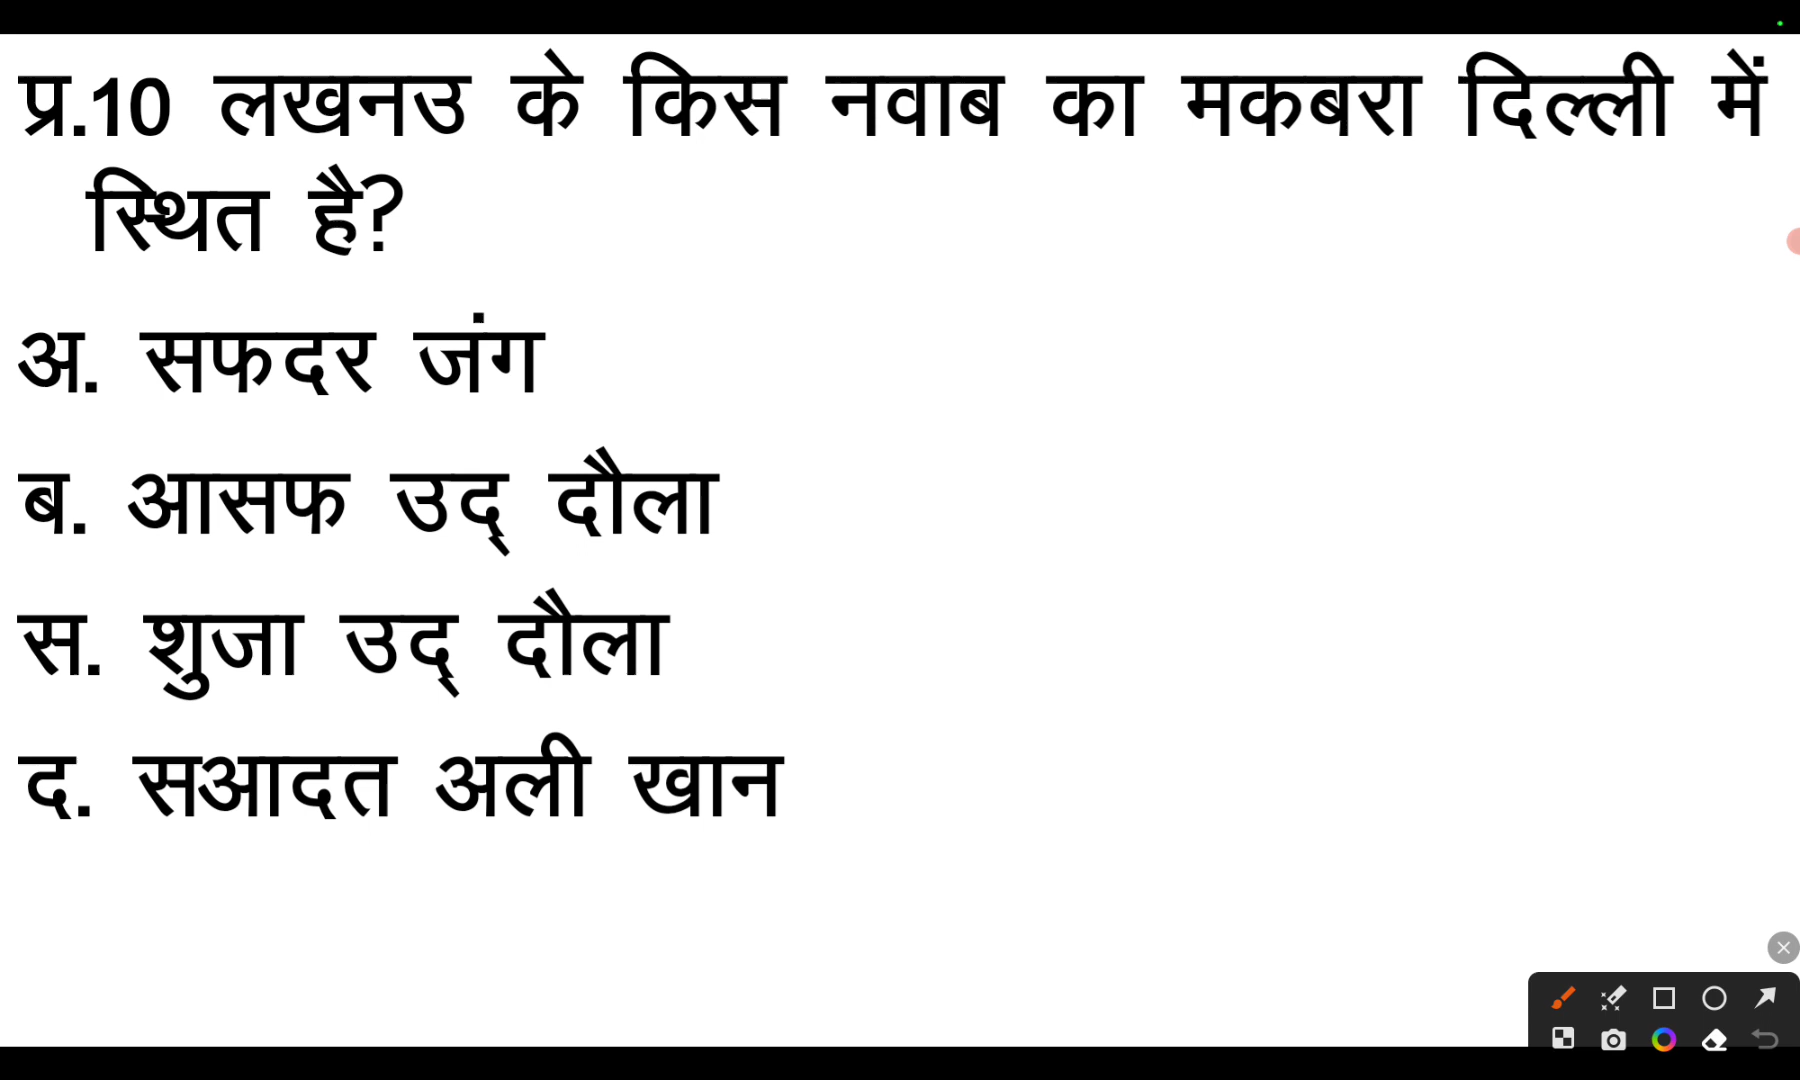 प्र.10 लखनउ के किस नवाब का मकबरा दिल्ली में
स्थित है?
अ. सफदर जंग
ब. आसफ उद् दौला
स. शुजा उद् दौला
द. सआदत अली खान